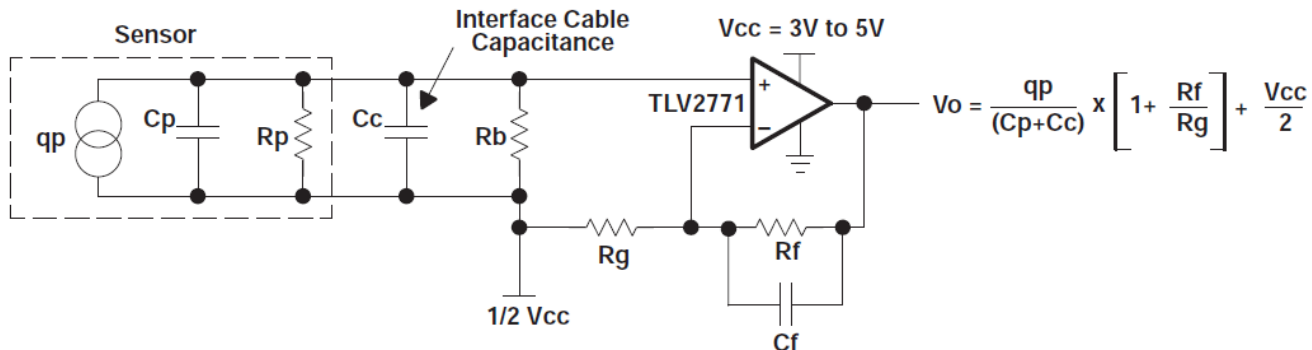 Sensor
Interface Cable
Capacitance
Vcc = 3V to 5V
qp
Cp
Rp
Cc
Rb
+
−
TLV2771
Vo = qp/(Cp+Cc) x [1+ Rf/Rg] + Vcc/2
Rg
Rf
1/2 Vcc
Cf